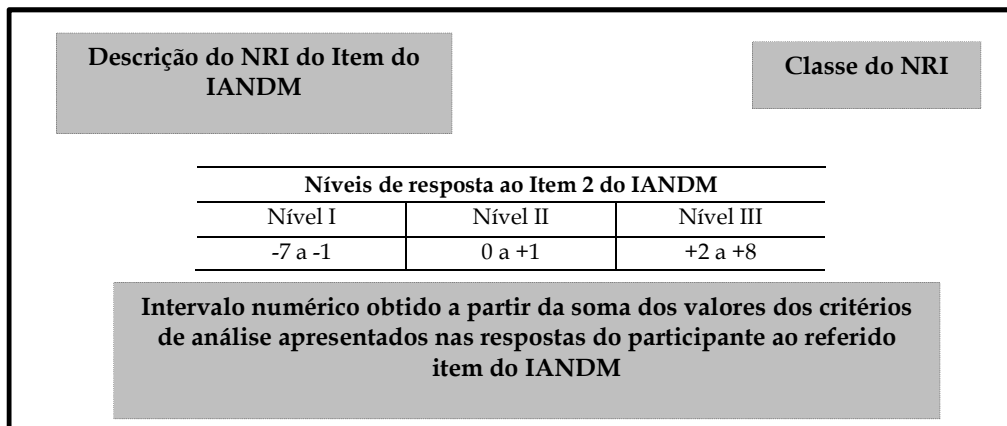 Descrição do NRI do Item do
IANDM
Classe do NRI
Níveis de resposta ao Item 2 do IANDM
Nível I Nível II Nível III
-7 a -1 0 a +1 +2 a +8
Intervalo numérico obtido a partir da soma dos valores dos critérios
de análise apresentados nas respostas do participante ao referido
item do IANDM